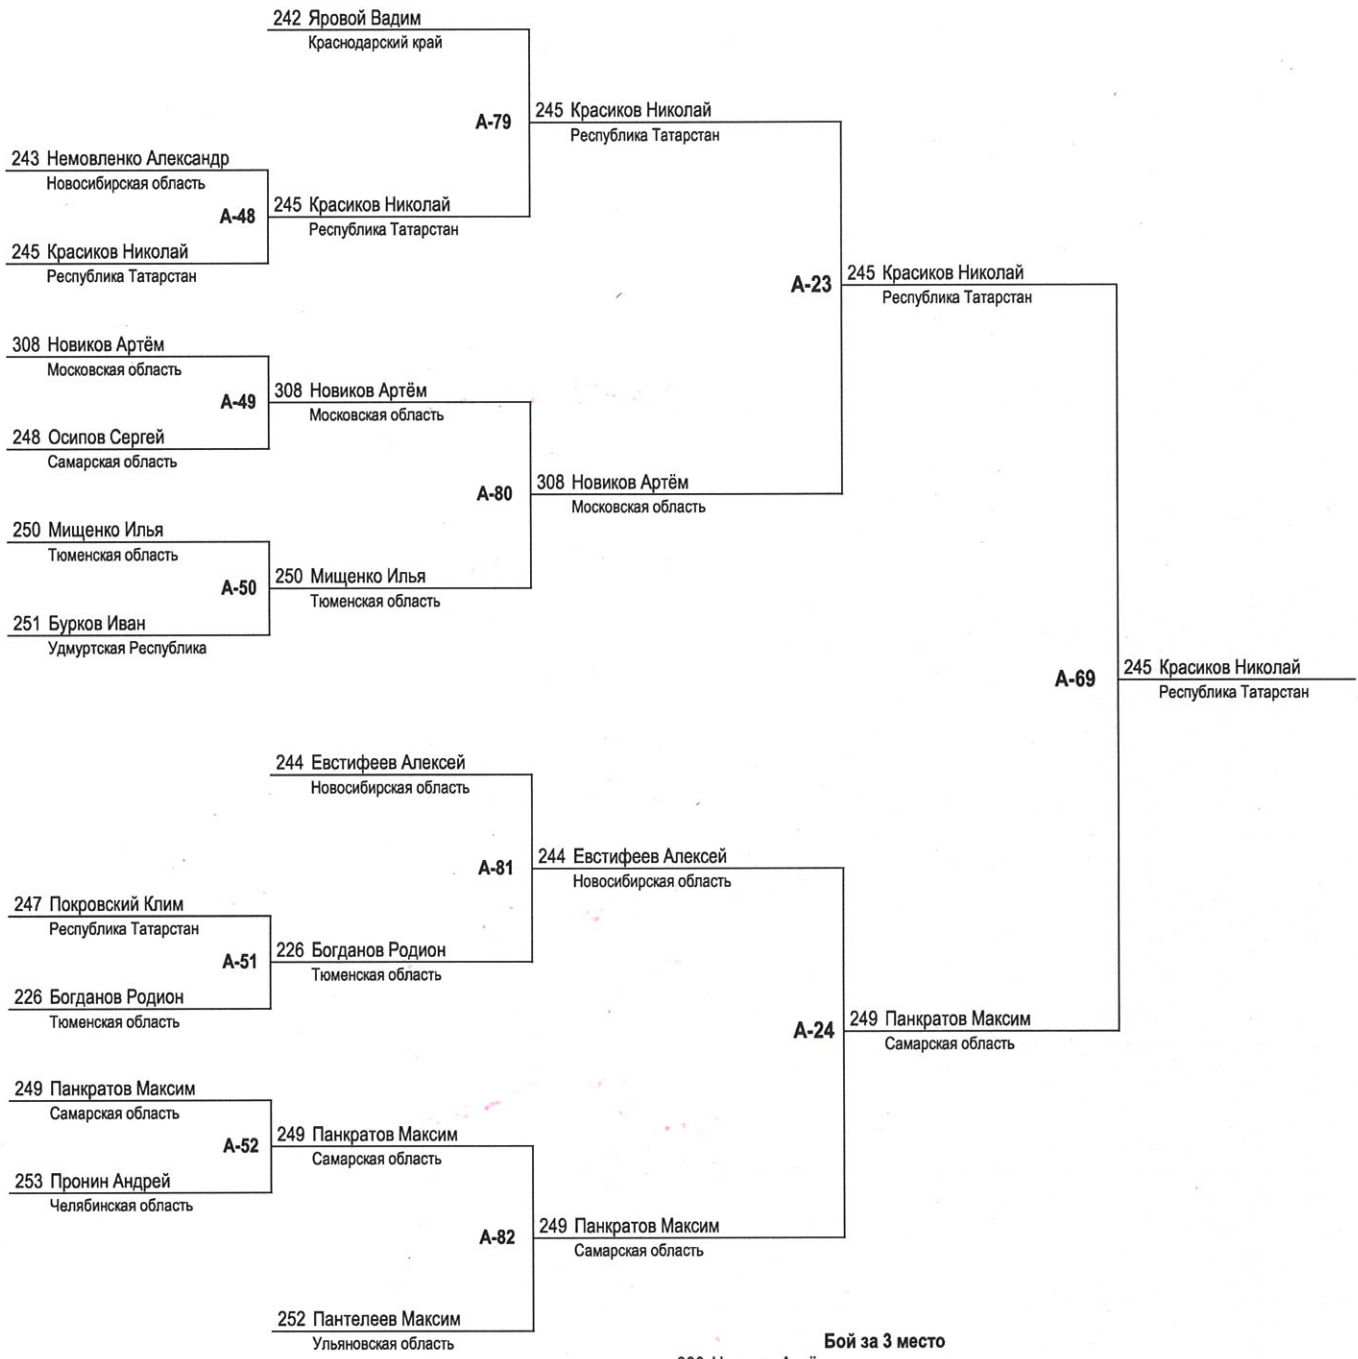 242 Яровой Вадим
Краснодарский край
А-79
245 Красиков Николай
Республика Татарстан
243 Немовленко Александр
Новосибирская область
А-48
245 Красиков Николай
Республика Татарстан
245 Красиков Николай
Республика Татарстан
А-23
245 Красиков Николай
Республика Татарстан
308 Новиков Артём
Московская область
А-49
308 Новиков Артём
Московская область
248 Осипов Сергей
Самарская область
А-80
308 Новиков Артём
Московская область
250 Мищенко Илья
Тюменская область
А-50
250 Мищенко Илья
Тюменская область
251 Бурков Иван
Удмуртская Республика
А-69
245 Красиков Николай
Республика Татарстан
244 Евстифеев Алексей
Новосибирская область
А-81
244 Евстифеев Алексей
Новосибирская область
247 Покровский Клим
Республика Татарстан
А-51
226 Богданов Родион
Тюменская область
226 Богданов Родион
Тюменская область
А-24
249 Панкратов Максим
Самарская область
249 Панкратов Максим
Самарская область
А-52
249 Панкратов Максим
Самарская область
253 Пронин Андрей
Челябинская область
А-82
249 Панкратов Максим
Самарская область
252 Пантелеев Максим
Ульяновская область
Бой за 3 место